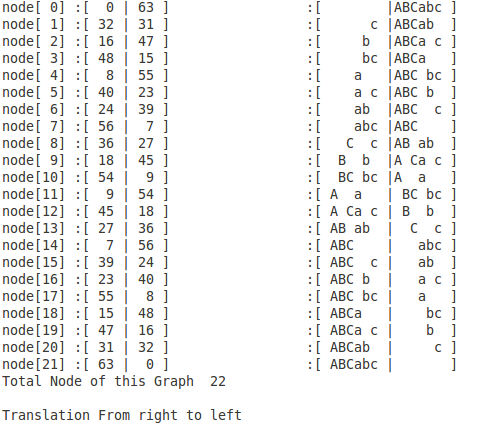 node[ 0] :[  0 | 63 ]                 :[        |ABCabc ]
node[ 1] :[ 32 | 31 ]                 :[      c |ABCab  ]
node[ 2] :[ 16 | 47 ]                 :[     b  |ABCa c ]
node[ 3] :[ 48 | 15 ]                 :[     bc |ABCa   ]
node[ 4] :[  8 | 55 ]                 :[    a   |ABC bc ]
node[ 5] :[ 40 | 23 ]                 :[    a c |ABC b  ]
node[ 6] :[ 24 | 39 ]                 :[    ab  |ABC  c ]
node[ 7] :[ 56 |  7 ]                 :[    abc |ABC    ]
node[ 8] :[ 36 | 27 ]                 :[   C  c |AB ab  ]
node[ 9] :[ 18 | 45 ]                 :[  B  b  |A Ca c ]
node[10] :[ 54 |  9 ]                 :[  BC bc |A  a   ]
node[11] :[  9 | 54 ]                 :[ A  a   | BC bc ]
node[12] :[ 45 | 18 ]                 :[ A Ca c | B  b  ]
node[13] :[ 27 | 36 ]                 :[ AB ab  |  C  c ]
node[14] :[  7 | 56 ]                 :[ ABC    |   abc ]
node[15] :[ 39 | 24 ]                 :[ ABC  c |   ab  ]
node[16] :[ 23 | 40 ]                 :[ ABC b  |   a c ]
node[17] :[ 55 |  8 ]                 :[ ABC bc |   a   ]
node[18] :[ 15 | 48 ]                 :[ ABCa   |    bc ]
node[19] :[ 47 | 16 ]                 :[ ABCa c |    b  ]
node[20] :[ 31 | 32 ]                 :[ ABCab  |     c ]
node[21] :[ 63 |  0 ]                 :[ ABCabc |       ]
Total Node of this Graph  22
Translation From right to left